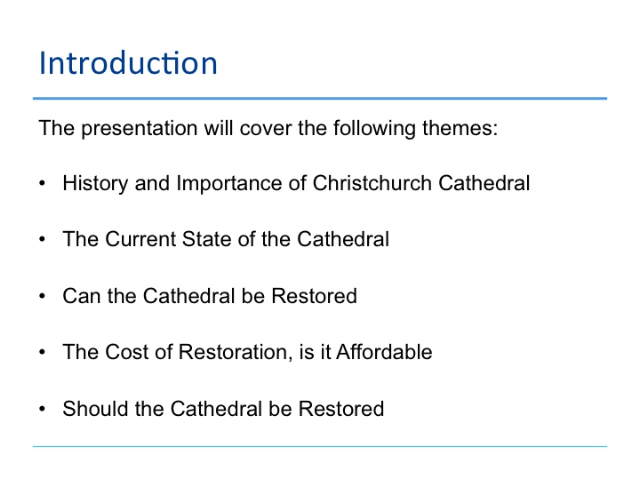 Introduction
The presentation will cover the following themes:
• History and Importance of Christchurch Cathedral
• The Current State of the Cathedral
• Can the Cathedral be Restored
• The Cost of Restoration, is it Affordable
• Should the Cathedral be Restored